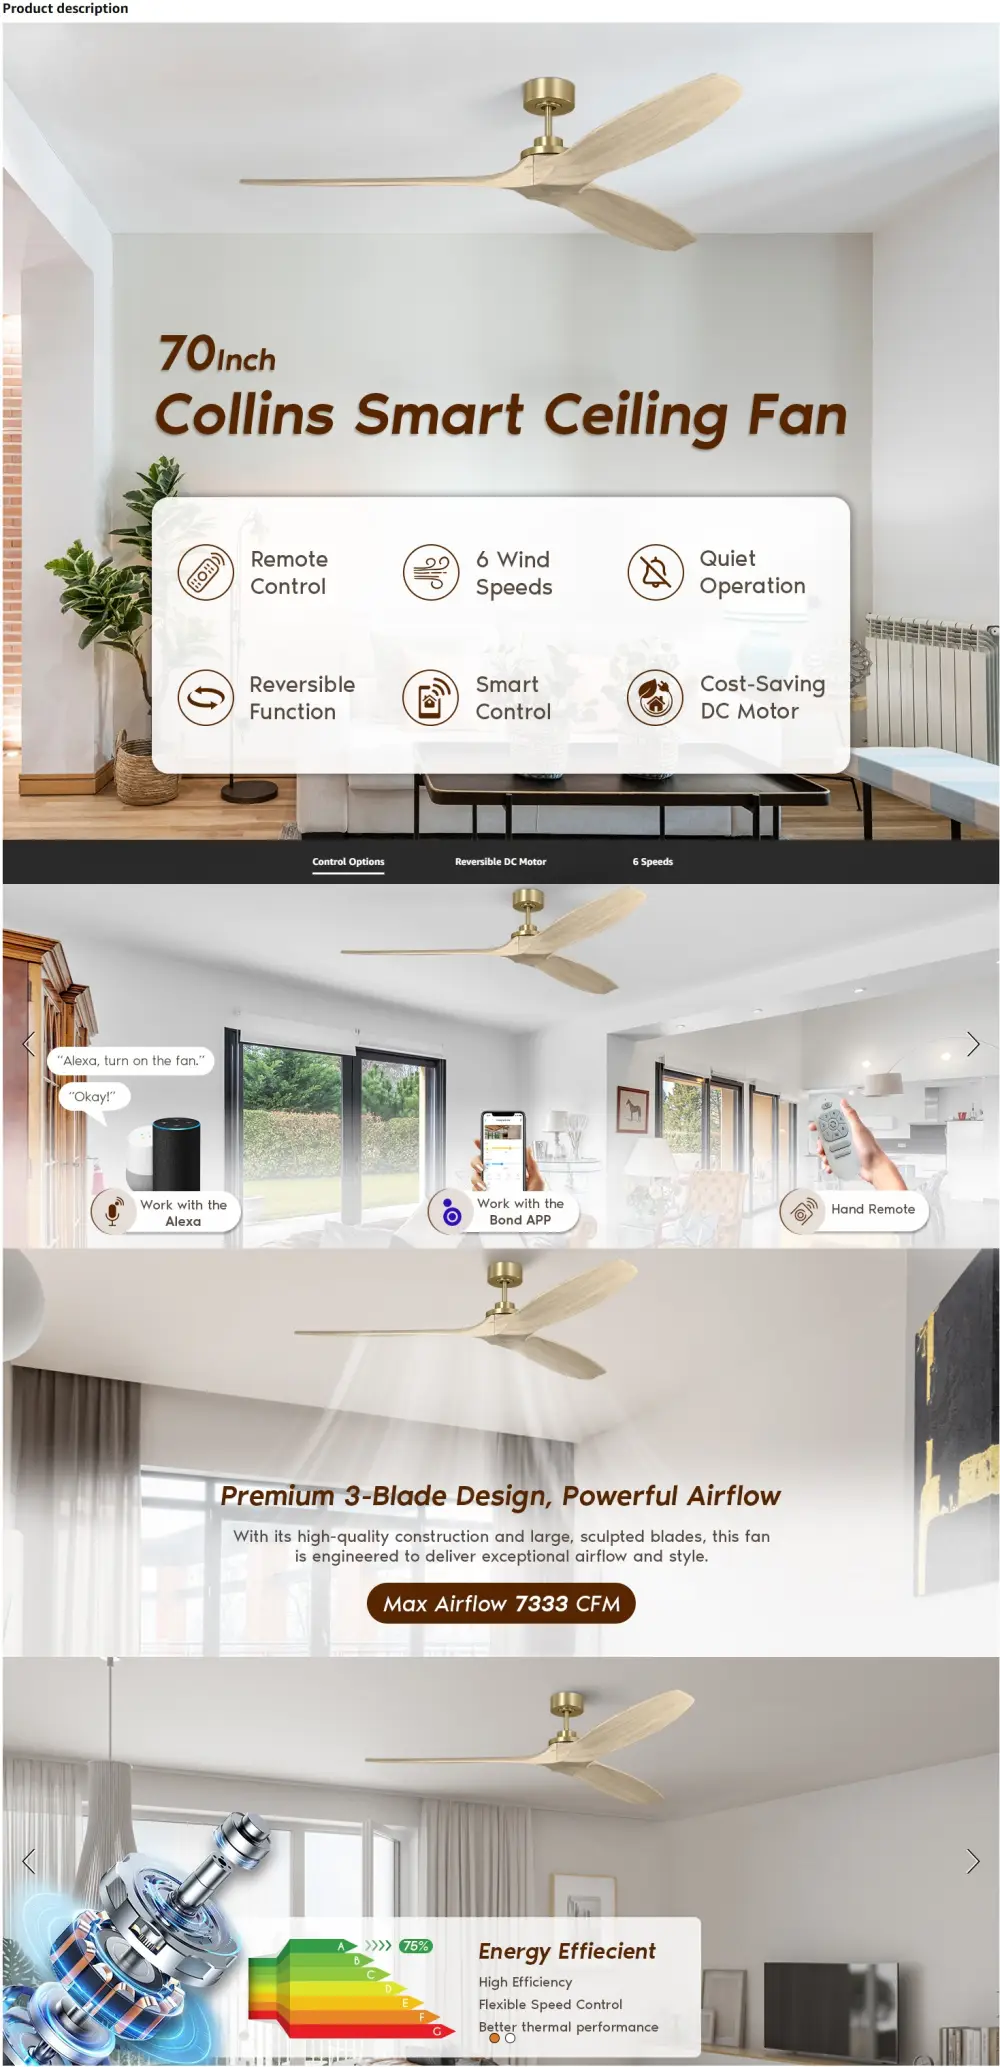 Product description
70Inch
Collins Smart Ceiling Fan
Remote
Control
6 Wind
Speeds
Quiet
Operation
Reversible
Function
Smart
Control
Cost-Saving
DC Motor
Control Options
Reversible DC Motor
6 Speeds
"Alexa, turn on the fan."
"Okay!"
Work with the
Alexa
Work with the
Bond APP
Hand Remote
Premium 3-Blade Design, Powerful Airflow
With its high-quality construction and large, sculpted blades, this fan
is engineered to deliver exceptional airflow and style.
Max Airflow 7333 CFM
A
75%
B
C
D
E
F
G
Energy Effiecient
High Efficiency
Flexible Speed Control
Better thermal performance